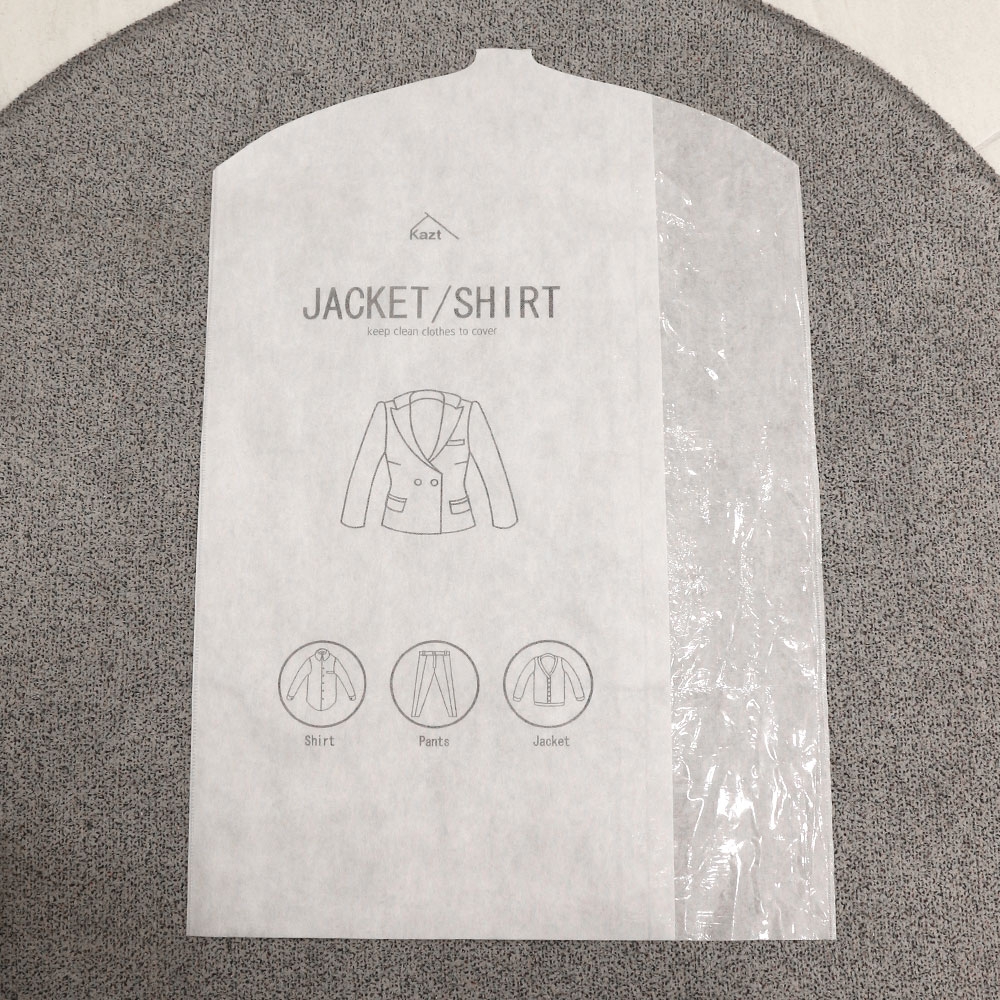 Kazt
JACKET/SHIRT
keep clean clothes to cover
Shirt Pants Jacket